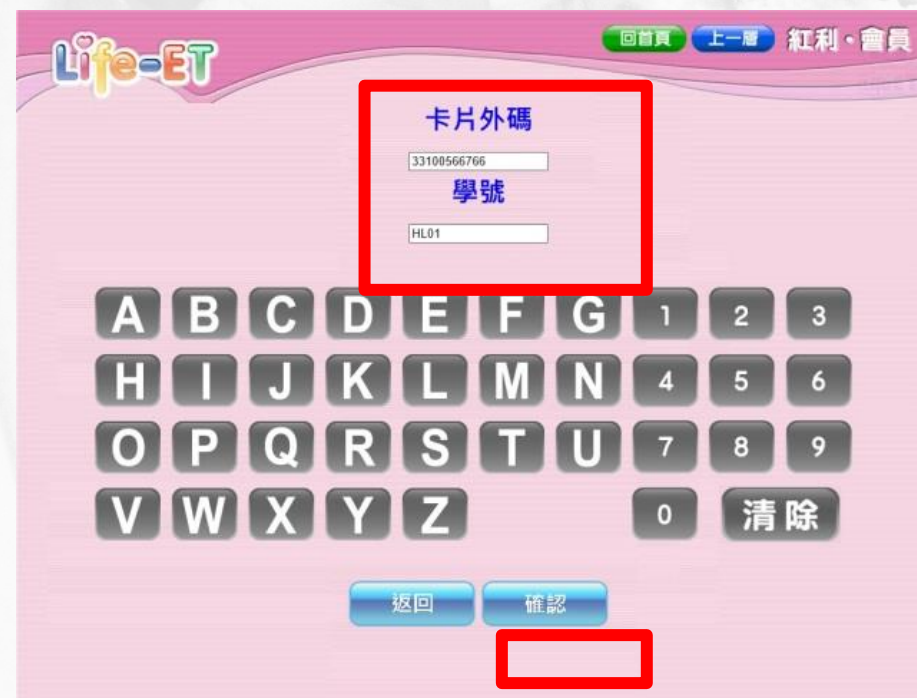 Life-ET
回首頁 上一層 紅利・會員
卡片外碼
33100566766
學號
HL01
A B C D E F G 1 2 3
H I J K L M N 4 5 6
O P Q R S T U 7 8 9
V W X Y Z 0 清除
返回 確認